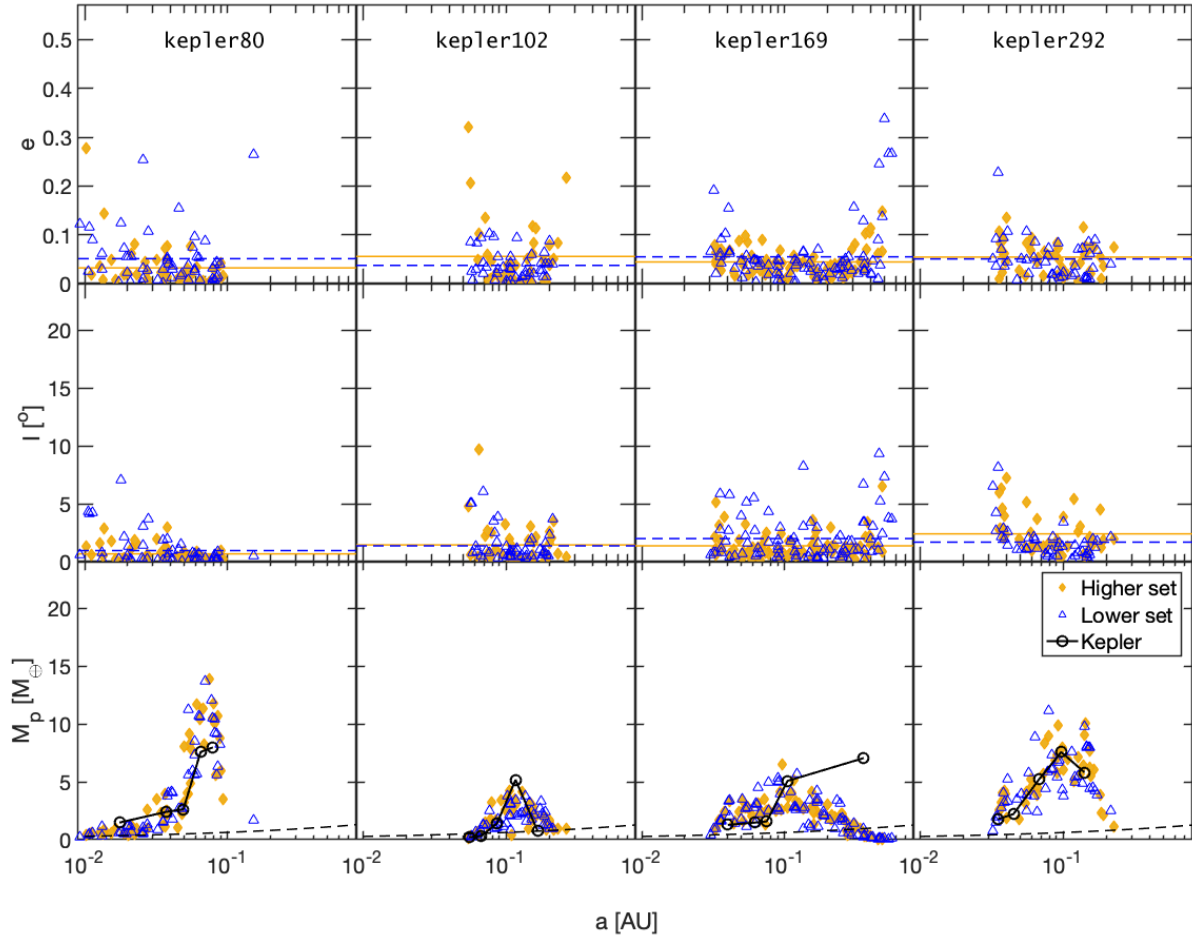 kepler80 kepler102 kepler169 kepler292
0.5
0.4
0.3
0.2
0.1
0
e
20
15
10
5
0
I [°]
Higher set
Lower set
Kepler
20
15
10
5
0
M_p [M_⊕]
10^-2 10^-1 10^-2 10^-1 10^-2 10^-1 10^-2 10^-1
a [AU]